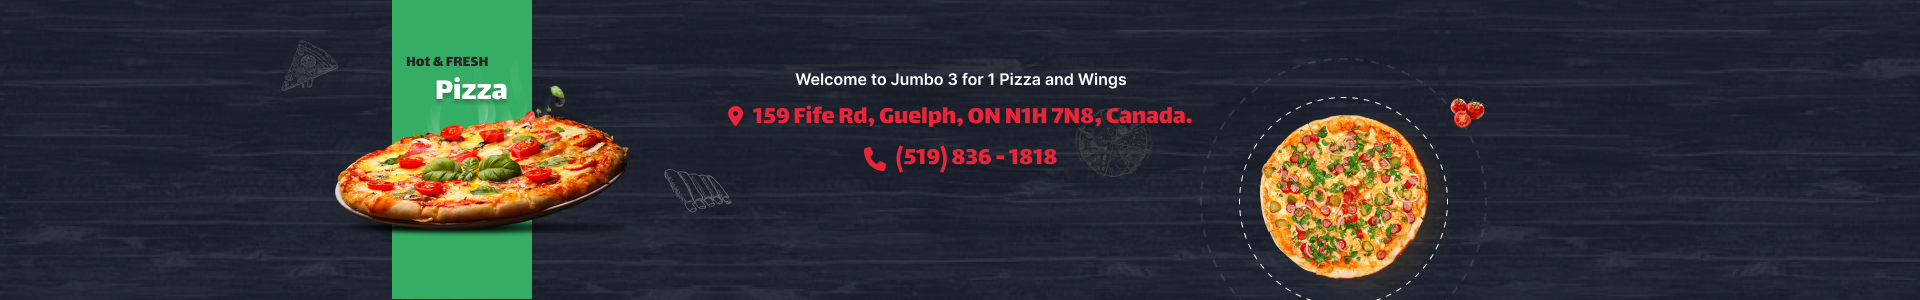 Hot & FRESH
Pizza
Welcome to Jumbo 3 for 1 Pizza and Wings
159 Fife Rd, Guelph, ON N1H 7N8, Canada.
(519) 836 - 1818